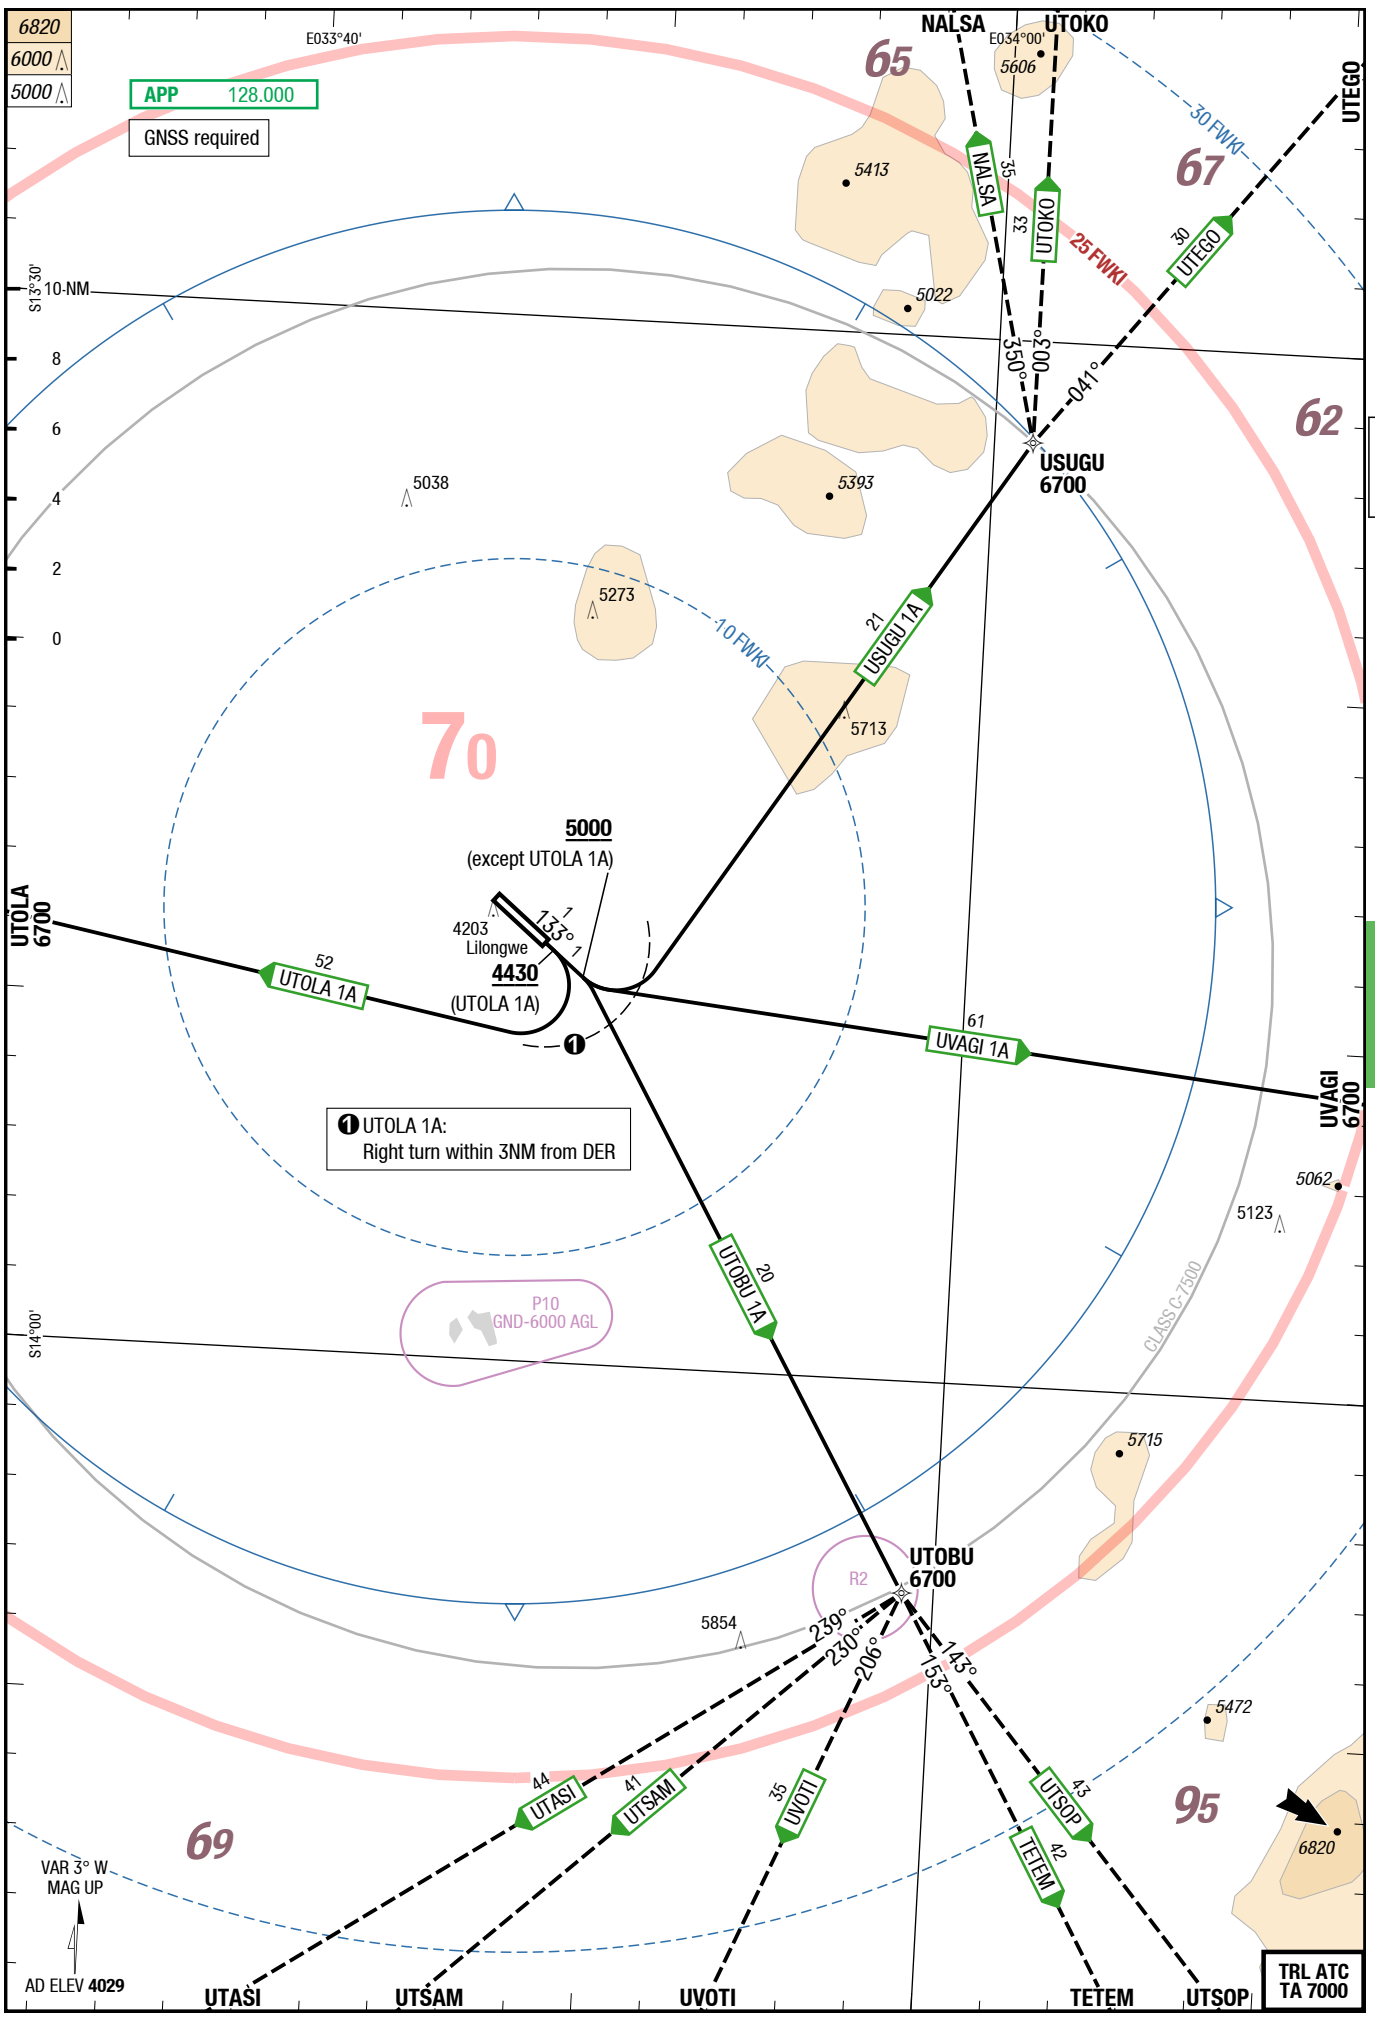 6820
6000
5000
APP 128.000
GNSS required
E033°40'
NALSA
UTOKO
E034°00'
5606
65
UTEGO
30 FWKI
67
5413
NALSA
35
UTOKO
33
UTEGO
30
25 FWKI
5022
S13°30'
10 NM
8
6
4
2
0
350°
003°
041°
62
USUGU
6700
5038
5393
5273
10 FWKI
USUGU 1A
21
5713
70
5000
(except UTOLA 1A)
UTOLA
6700
4203
Lilongwe
133°
1
1
4430
(UTOLA 1A)
52
UTOLA 1A
61
UVAGI 1A
1
UVAGI
6700
1 UTOLA 1A:
Right turn within 3NM from DER
5062
5123
UTOBU 1A
20
CLASS C-7500
P10
GND-6000 AGL
S14°00'
5715
UTOBU
6700
R2
5854
239°
230°
206°
153°
143°
5472
44
UTASI
41
UTSAM
35
UVOTI
43
UTSOP
42
TETEM
95
6820
69
VAR 3° W
MAG UP
AD ELEV 4029
UTASI
UTSAM
UVOTI
TETEM
UTSOP
TRL ATC
TA 7000